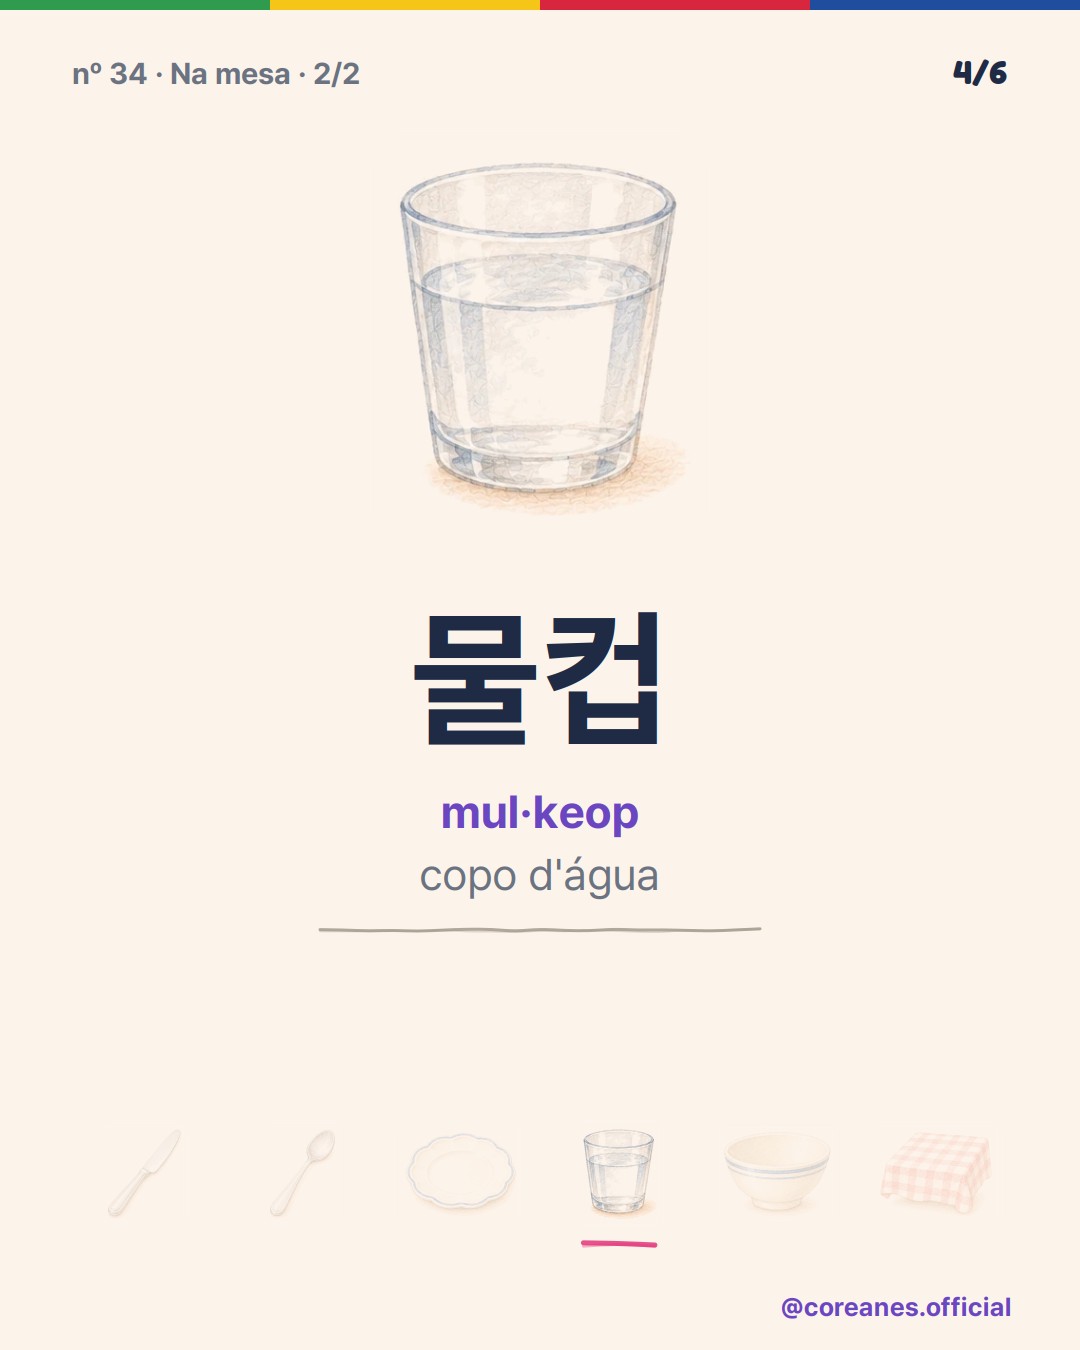 nº 34 · Na mesa · 2/2
4/6
물컵
mul·keop
copo d'água
@coreanes.official